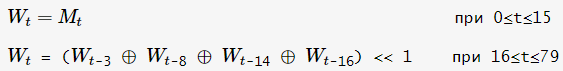 Wt = Mt при 0≤t≤15
Wt = (Wt-3 ⊕ Wt-8 ⊕ Wt-14 ⊕ Wt-16) << 1 при 16≤t≤79